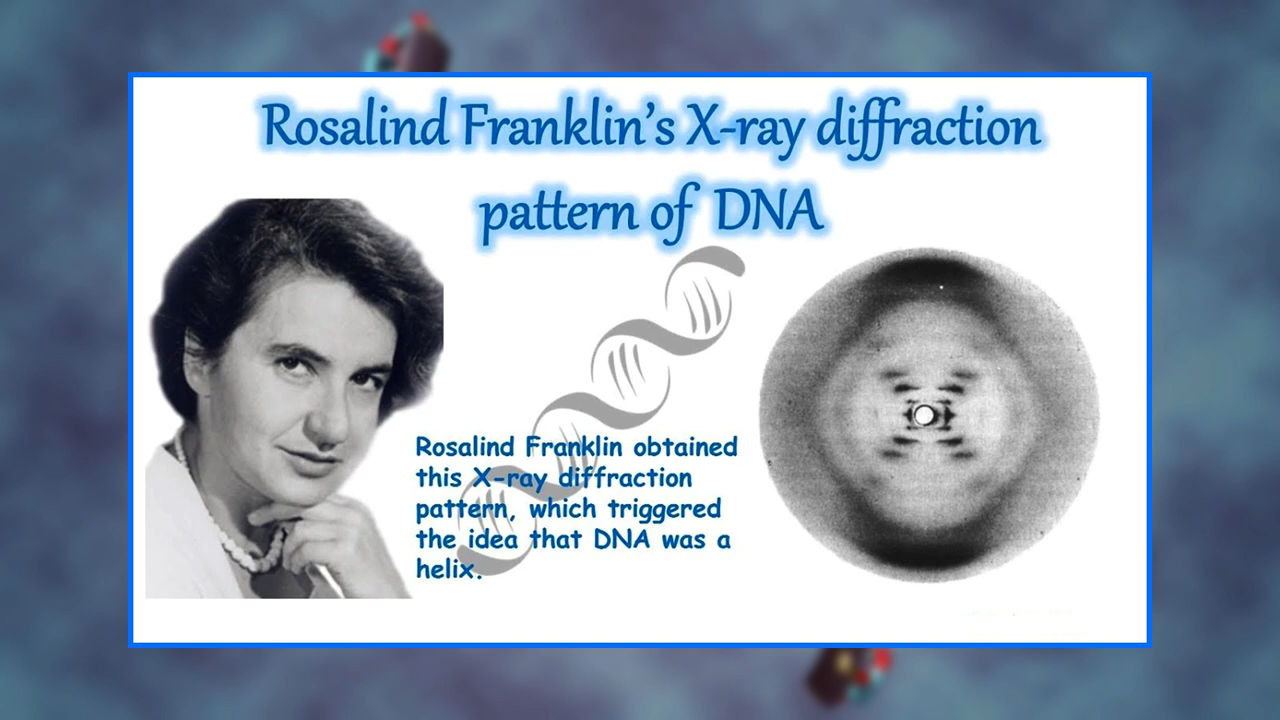 Rosalind Franklin’s X-ray diffraction
pattern of DNA
Rosalind Franklin obtained
this X-ray diffraction
pattern, which triggered
the idea that DNA was a
helix.